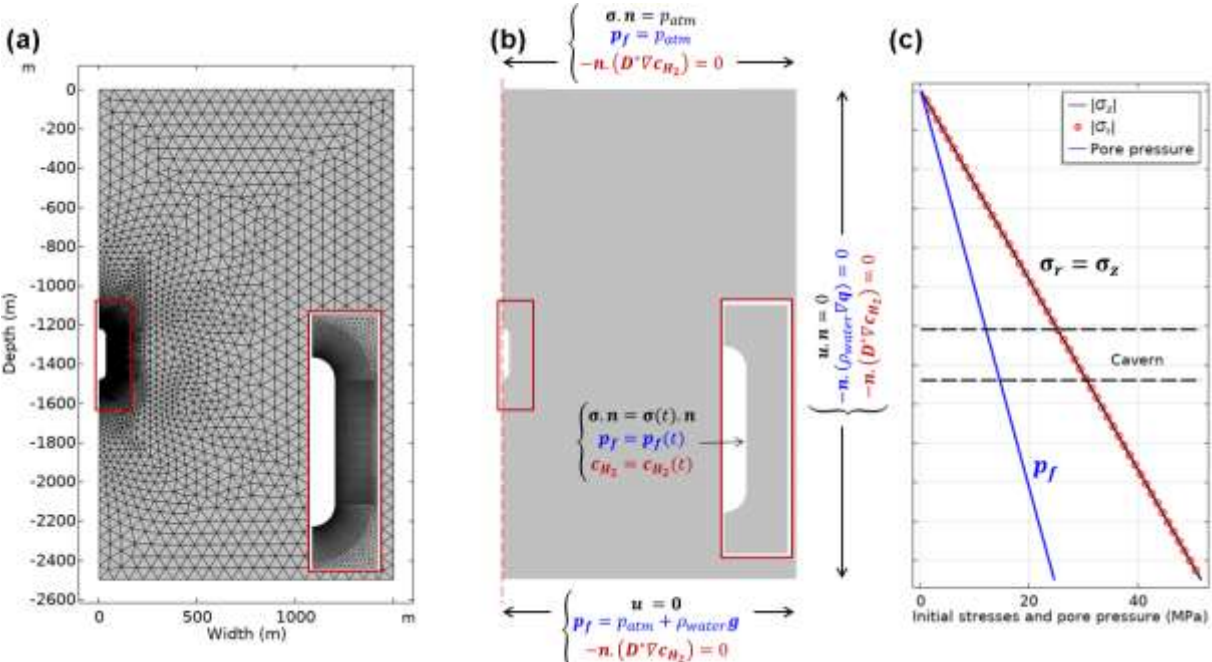 (a)
m
0
-200
-400
-600
-800
-1000
-1200
-1400
-1600
-1800
-2000
-2200
-2400
-2600
Depth (m)
0 500 1000 m
Width (m)
(b)
σ.n = p_atm
p_f = p_atm
-n.(D*∇c_H₂) = 0
u.n = 0
-n.(ρ_water∇q) = 0
-n.(D*∇c_H₂) = 0
σ.n = σ(t).n
p_f = p_f(t)
c_H₂ = c_H₂(t)
u = 0
p_f = p_atm + ρ_water g
-n.(D*∇c_H₂) = 0
(c)
|σ_z|
|σ_r|
Pore pressure
σ_r = σ_z
Cavern
p_f
0 20 40
Initial stresses and pore pressure (MPa)